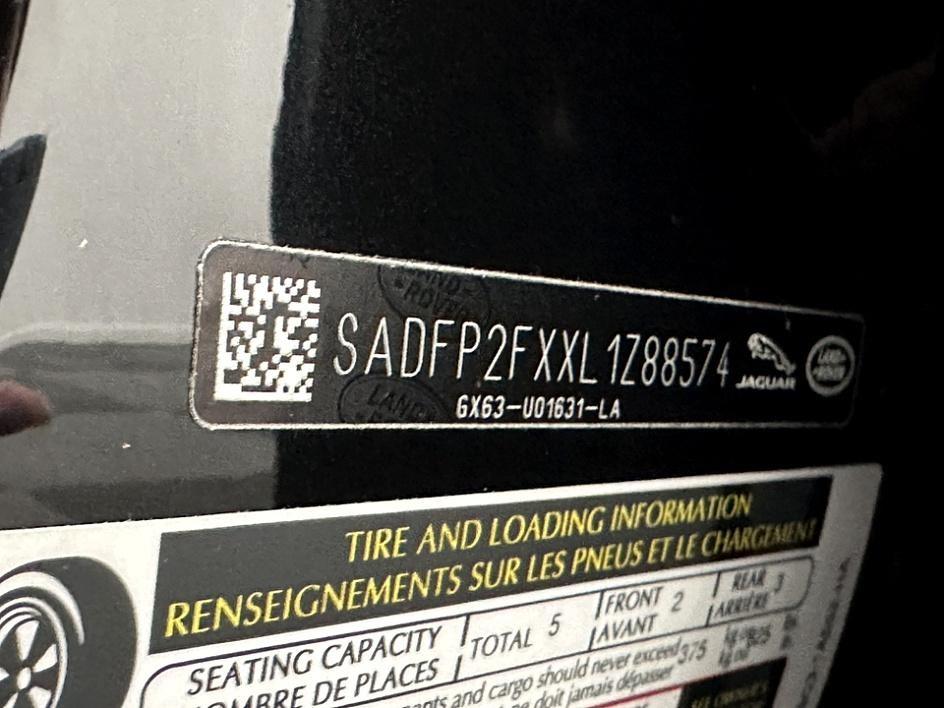 SADFP2FXXL1Z88574
JAGUAR
LAND-
ROVER
GX63-U01631-LA
TIRE AND LOADING INFORMATION
RENSEIGNEMENTS SUR LES PNEUS ET LE CHARGEMENT
SEATING CAPACITY
NOMBRE DE PLACES
TOTAL 5
FRONT 2
AVANT
REAR 3
ARRIÈRE
and cargo should never exceed 375
doit jamais dépasser